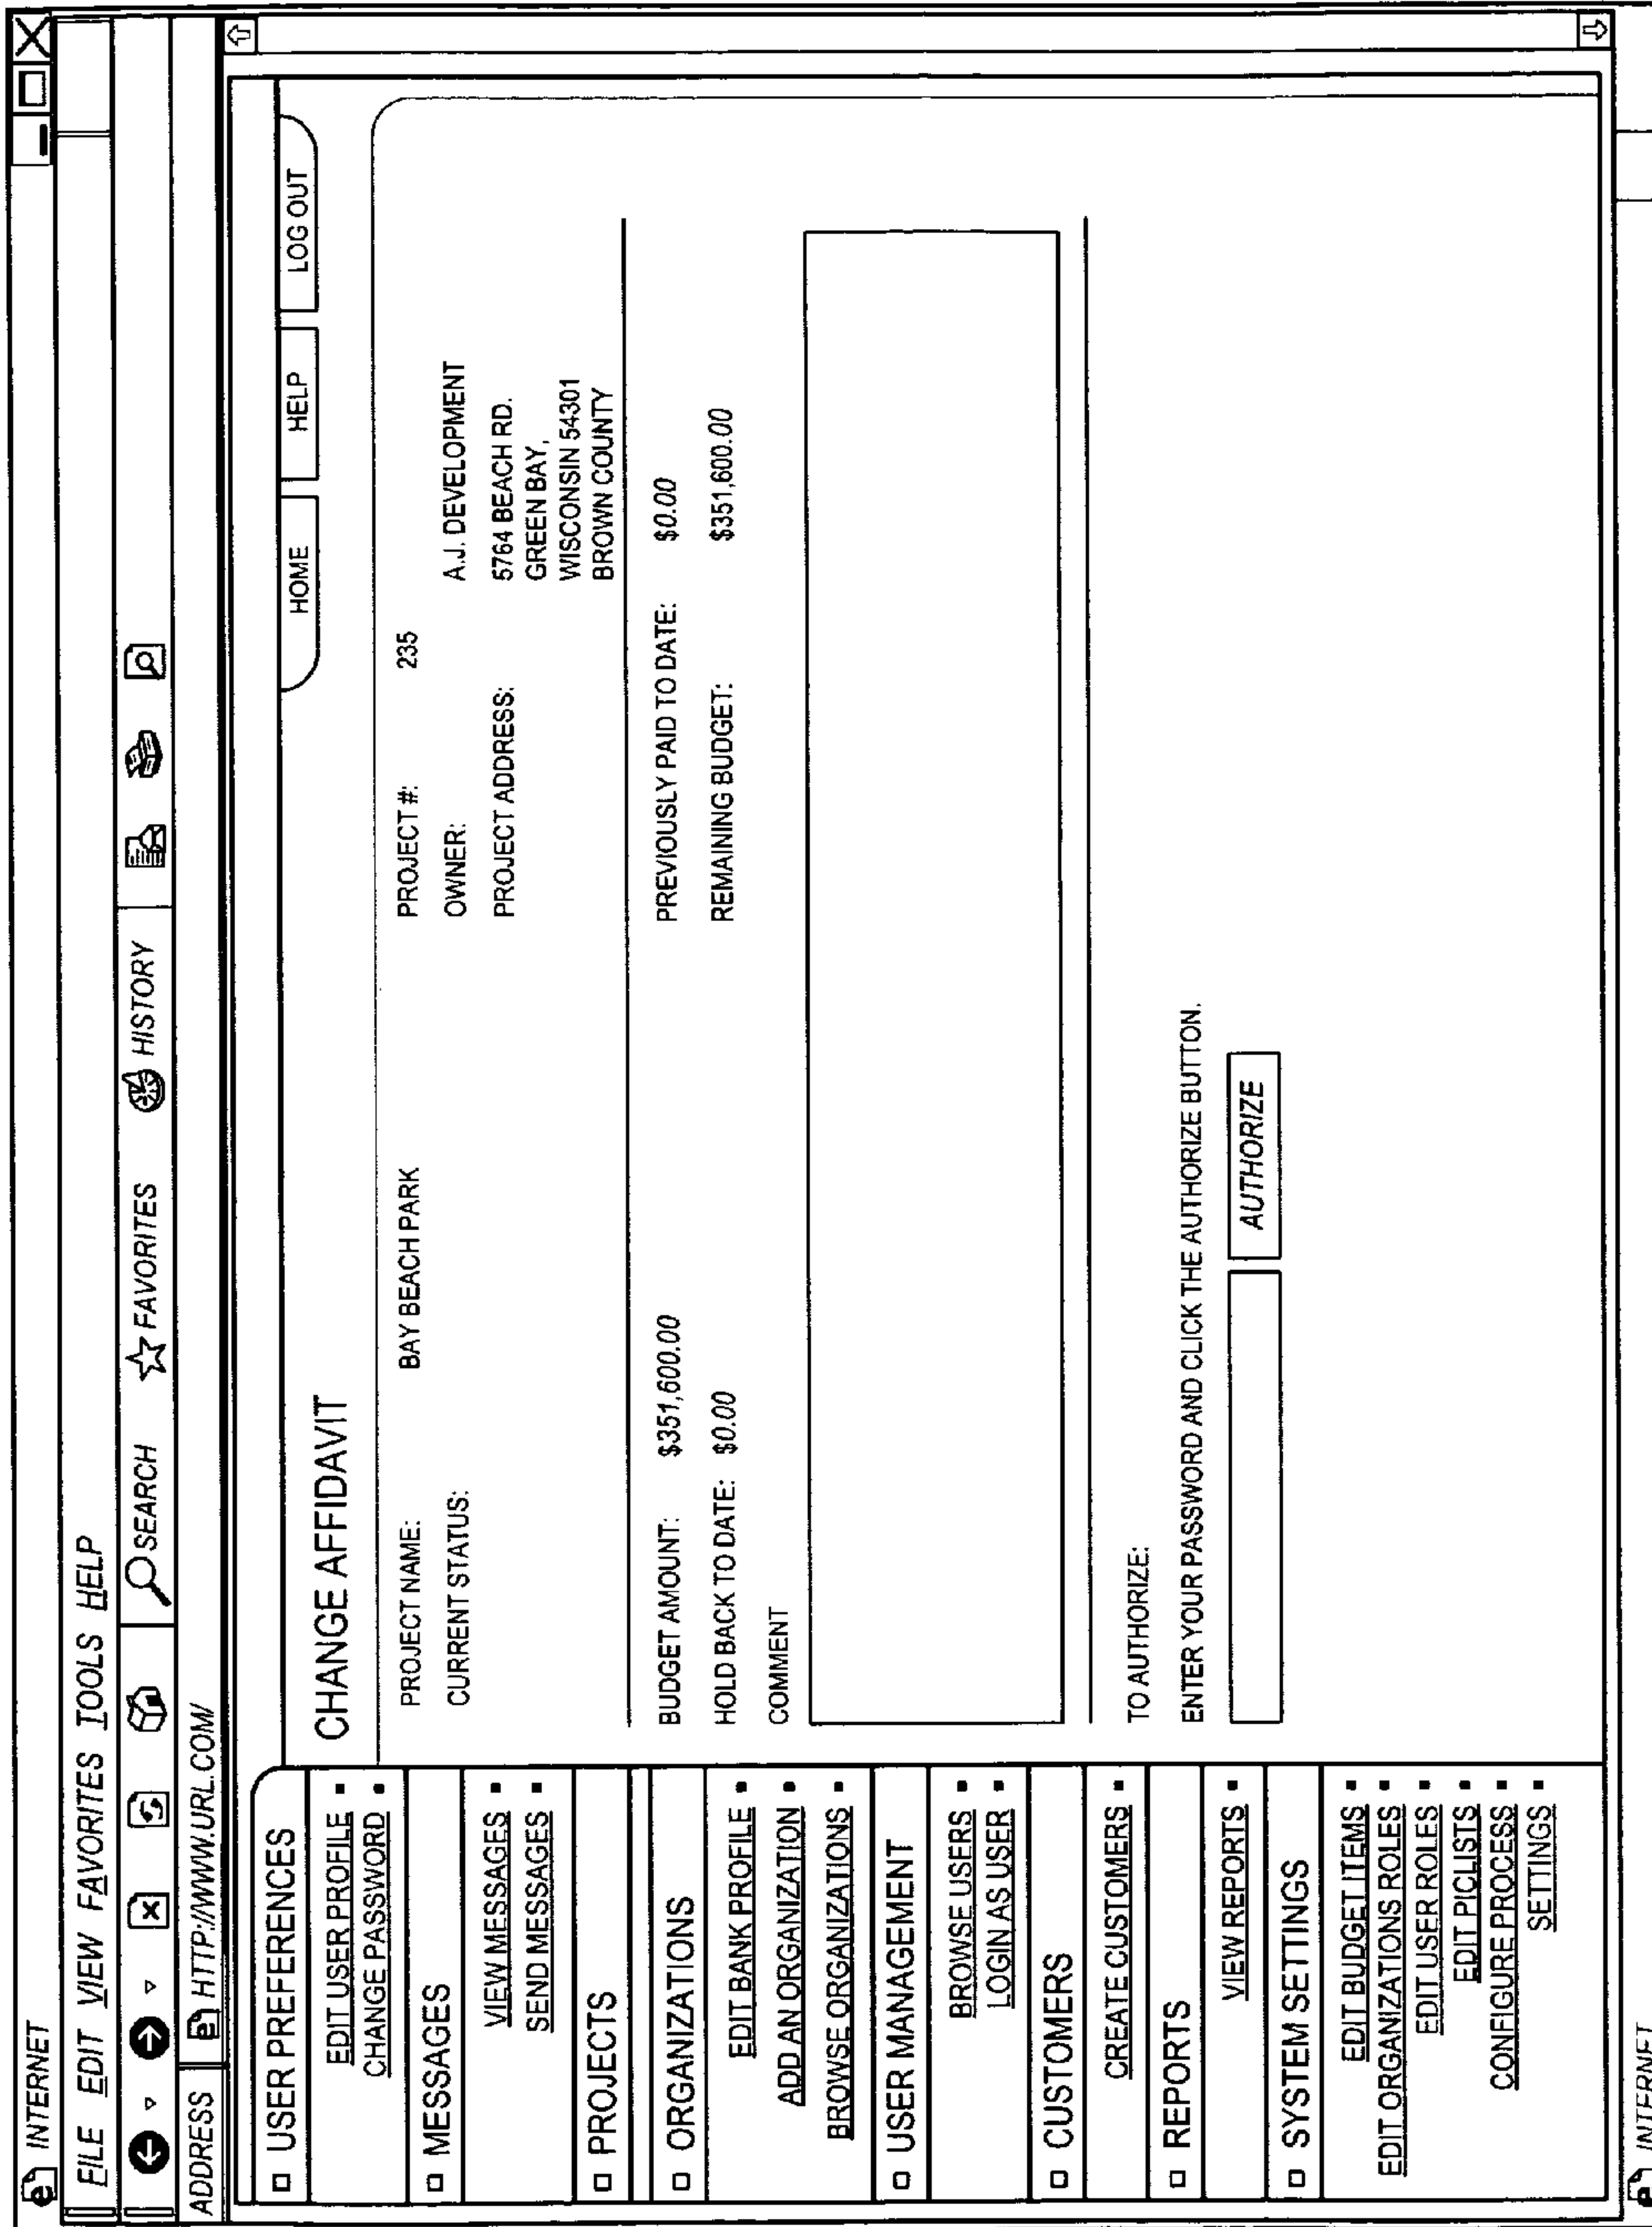 INTERNET
FILE EDIT VIEW FAVORITES TOOLS HELP
SEARCH FAVORITES HISTORY
ADDRESS HTTP://WWW.URL.COM/
HOME HELP LOG OUT
USER PREFERENCES
EDIT USER PROFILE
CHANGE PASSWORD
MESSAGES
VIEW MESSAGES
SEND MESSAGES
PROJECTS
ORGANIZATIONS
EDIT BANK PROFILE
ADD AN ORGANIZATION
BROWSE ORGANIZATIONS
USER MANAGEMENT
BROWSE USERS
LOGIN AS USER
CUSTOMERS
CREATE CUSTOMERS
REPORTS
VIEW REPORTS
SYSTEM SETTINGS
EDIT BUDGET ITEMS
EDIT ORGANIZATIONS ROLES
EDIT USER ROLES
EDIT PICLISTS
CONFIGURE PROCESS
SETTINGS
CHANGE AFFIDAVIT
PROJECT NAME: BAY BEACH PARK PROJECT #: 235
CURRENT STATUS: OWNER: A.J. DEVELOPMENT
PROJECT ADDRESS: 5764 BEACH RD.
GREEN BAY,
WISCONSIN 54301
BROWN COUNTY
BUDGET AMOUNT: $351,600.00 PREVIOUSLY PAID TO DATE: $0.00
HOLD BACK TO DATE: $0.00 REMAINING BUDGET: $351,600.00
COMMENT
TO AUTHORIZE:
ENTER YOUR PASSWORD AND CLICK THE AUTHORIZE BUTTON.
AUTHORIZE
INTERNET